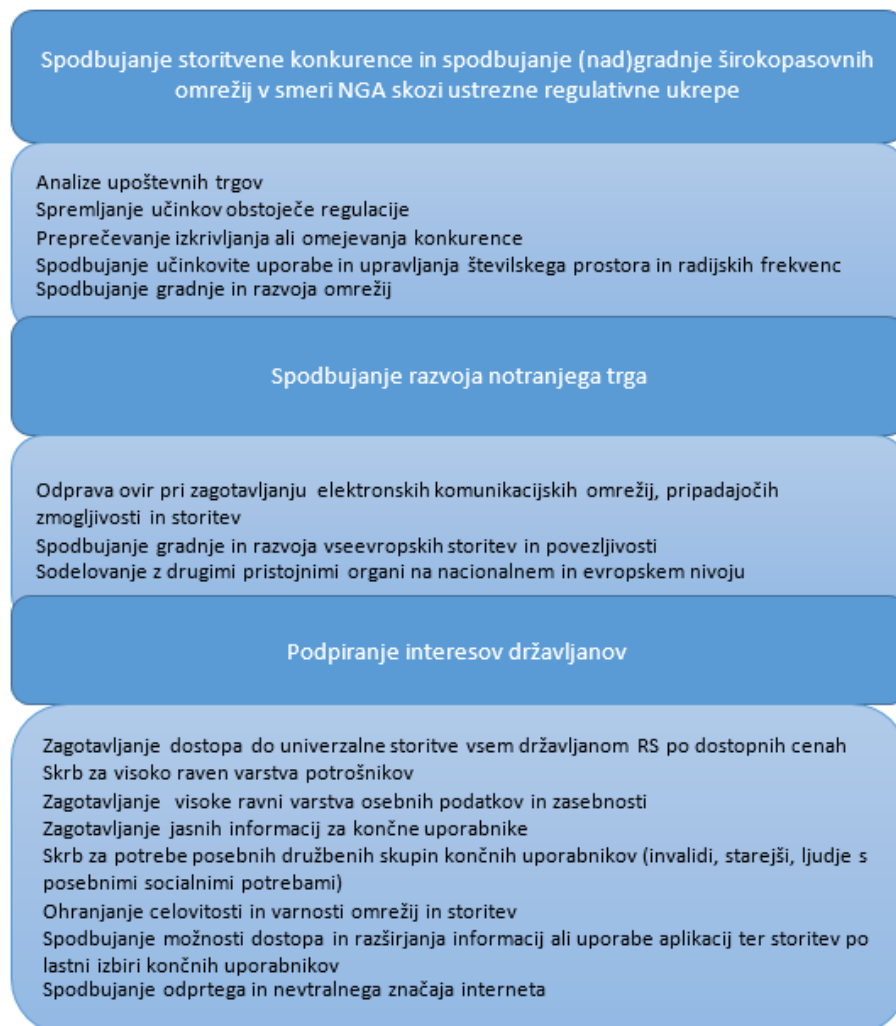 Spodbujanje storitvene konkurence in spodbujanje (nad)gradnje širokopasovnih
omrežij v smeri NGA skozi ustrezne regulativne ukrepe
Analize upoštevnih trgov
Spremljanje učinkov obstoječe regulacije
Preprečevanje izkrivljanja ali omejevanja konkurence
Spodbujanje učinkovite uporabe in upravljanja številskega prostora in radijskih frekvenc
Spodbujanje gradnje in razvoja omrežij
Spodbujanje razvoja notranjega trga
Odprava ovir pri zagotavljanju elektronskih komunikacijskih omrežij, pripadajočih
zmogljivosti in storitev
Spodbujanje gradnje in razvoja vseevropskih storitev in povezljivosti
Sodelovanje z drugimi pristojnimi organi na nacionalnem in evropskem nivoju
Podpiranje interesov državljanov
Zagotavljanje dostopa do univerzalne storitve vsem državljanom RS po dostopnih cenah
Skrb za visoko raven varstva potrošnikov
Zagotavljanje visoke ravni varstva osebnih podatkov in zasebnosti
Zagotavljanje jasnih informacij za končne uporabnike
Skrb za potrebe posebnih družbenih skupin končnih uporabnikov (invalidi, starejši, ljudje s
posebnimi socialnimi potrebami)
Ohranjanje celovitosti in varnosti omrežij in storitev
Spodbujanje možnosti dostopa in razširjanja informacij ali uporabe aplikacij ter storitev po
lastni izbiri končnih uporabnikov
Spodbujanje odprtega in nevtralnega značaja interneta